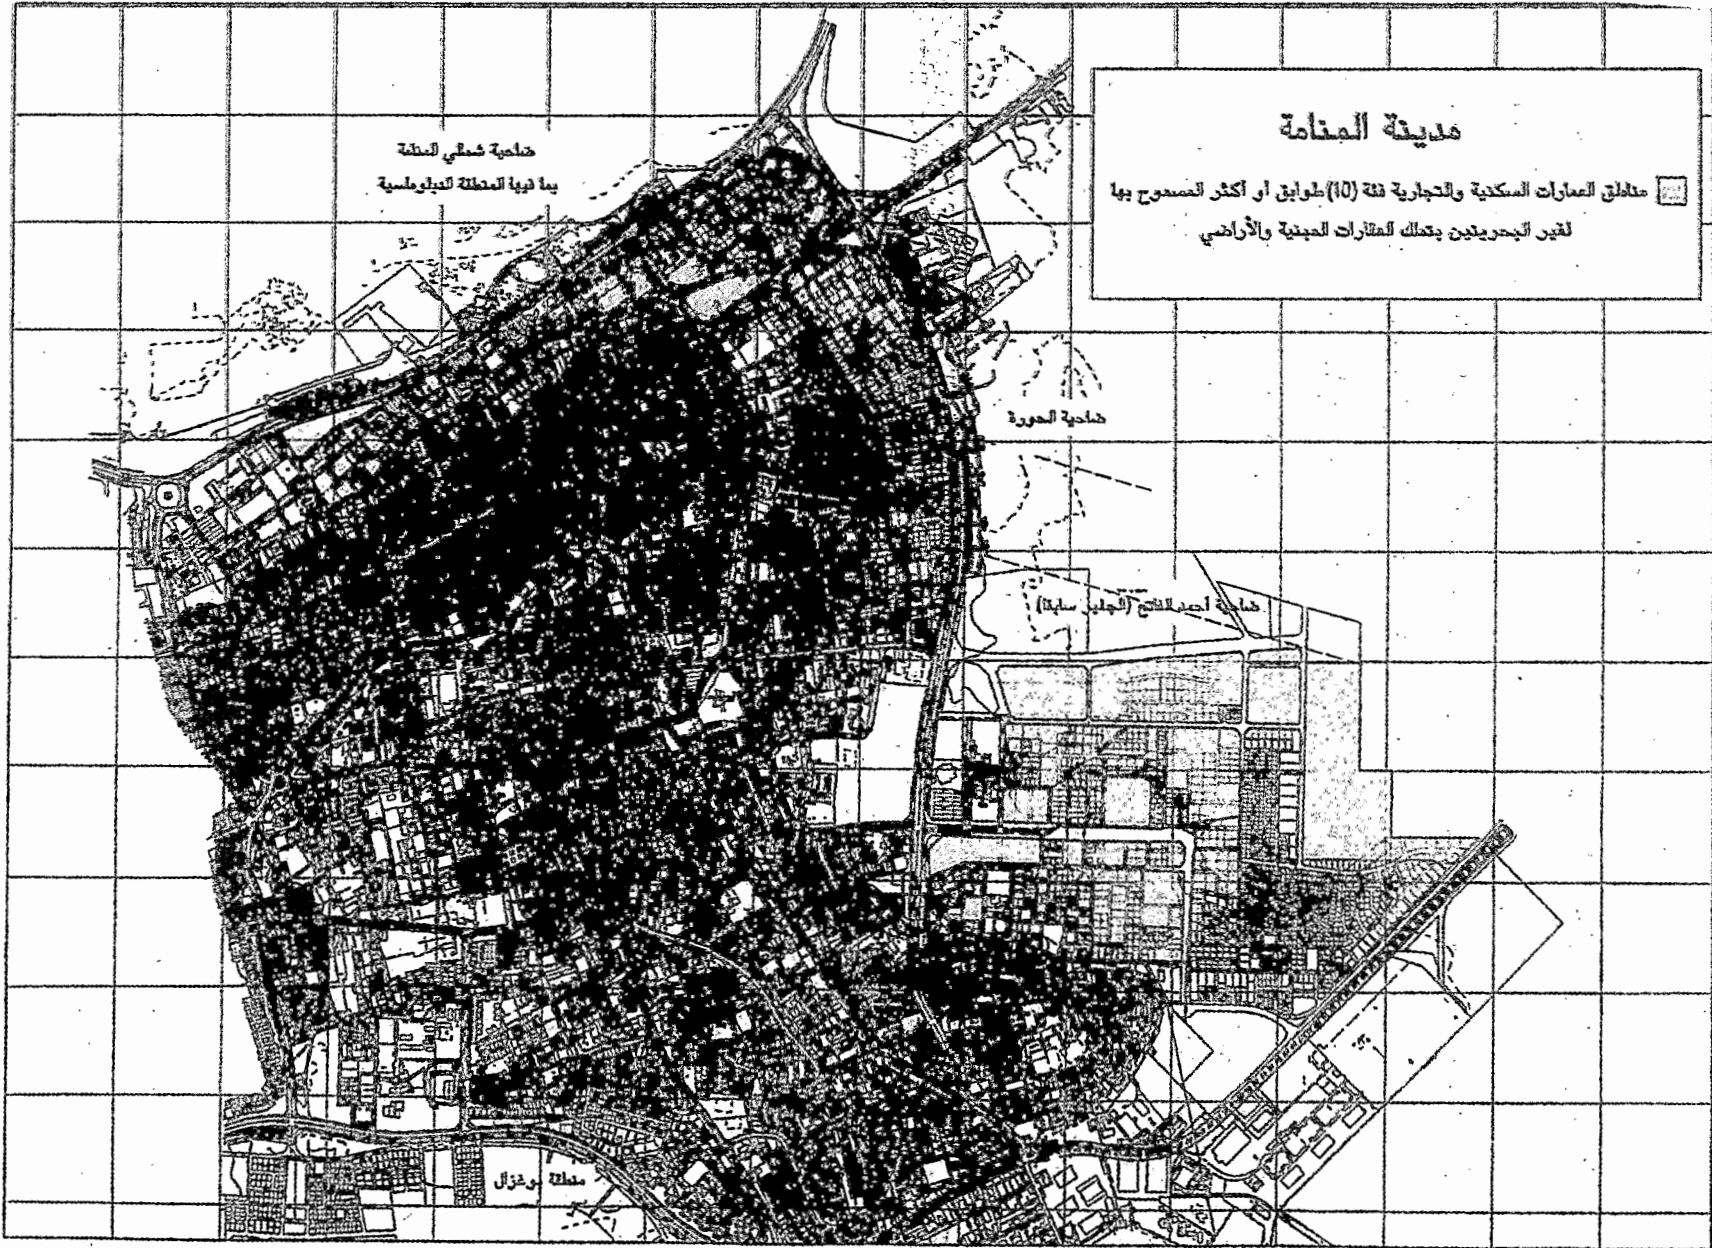 مدينة المنامة
مناطق العمارات السكنية والتجارية فئة (10) طوابق أو أكثر المسموح بها
لغير البحرينيين بتملك العقارات المبنية والأراضي
ضاحية شمالي المنامة
بما فيها المنطقة الدبلوماسية
ضاحية الحورة
ضاحية أحمد الفاتح (الجفير سابقا)
منطقة بوغزال